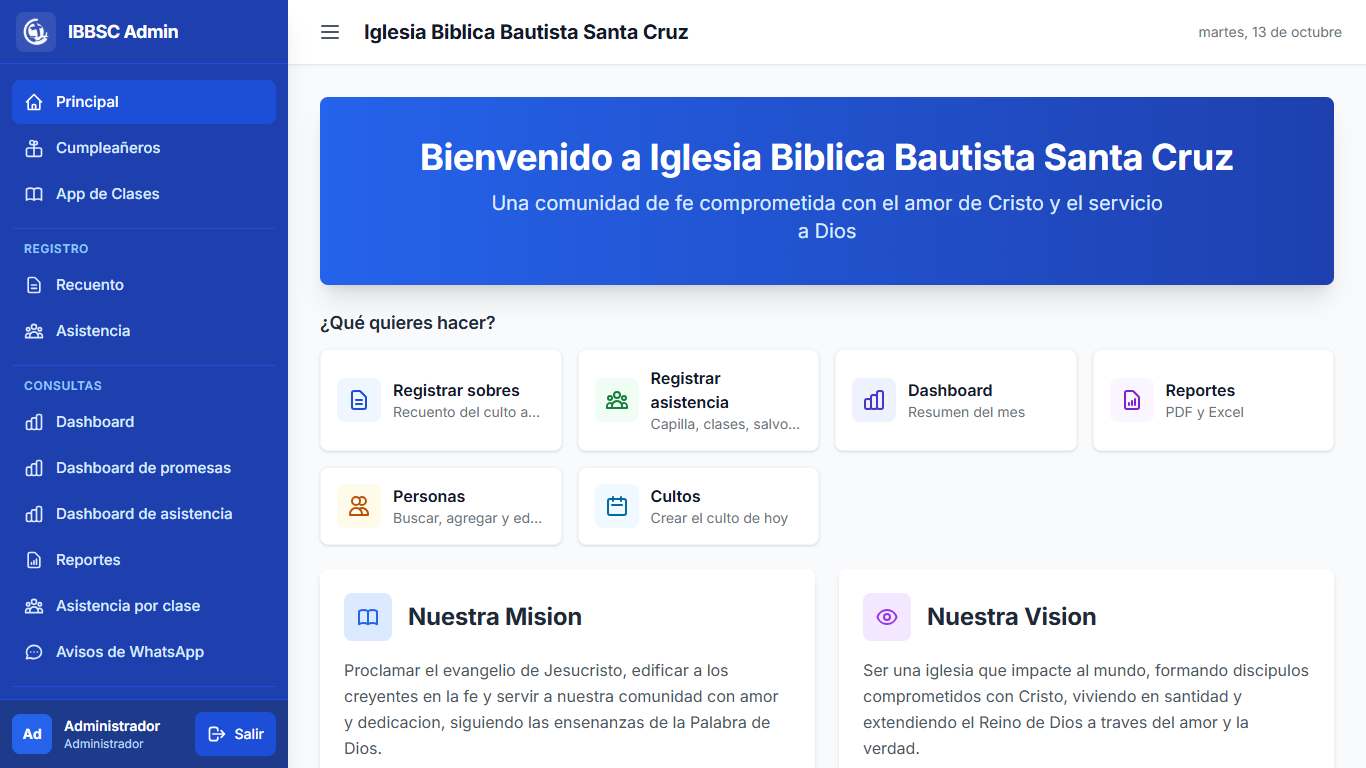 IBBSC Admin
Principal
Cumpleañeros
App de Clases
REGISTRO
Recuento
Asistencia
CONSULTAS
Dashboard
Dashboard de promesas
Dashboard de asistencia
Reportes
Asistencia por clase
Avisos de WhatsApp
Ad
Administrador
Administrador
Salir
Iglesia Biblica Bautista Santa Cruz
martes, 13 de octubre
Bienvenido a Iglesia Biblica Bautista Santa Cruz
Una comunidad de fe comprometida con el amor de Cristo y el servicio
a Dios
¿Qué quieres hacer?
Registrar sobres
Recuento del culto a...
Registrar
asistencia
Capilla, clases, salvo...
Dashboard
Resumen del mes
Reportes
PDF y Excel
Personas
Buscar, agregar y ed...
Cultos
Crear el culto de hoy
Nuestra Mision
Proclamar el evangelio de Jesucristo, edificar a los
creyentes en la fe y servir a nuestra comunidad con amor
y dedicacion, siguiendo las ensenanzas de la Palabra de
Dios.
Nuestra Vision
Ser una iglesia que impacte al mundo, formando discipulos
comprometidos con Cristo, viviendo en santidad y
extendiendo el Reino de Dios a traves del amor y la
verdad.